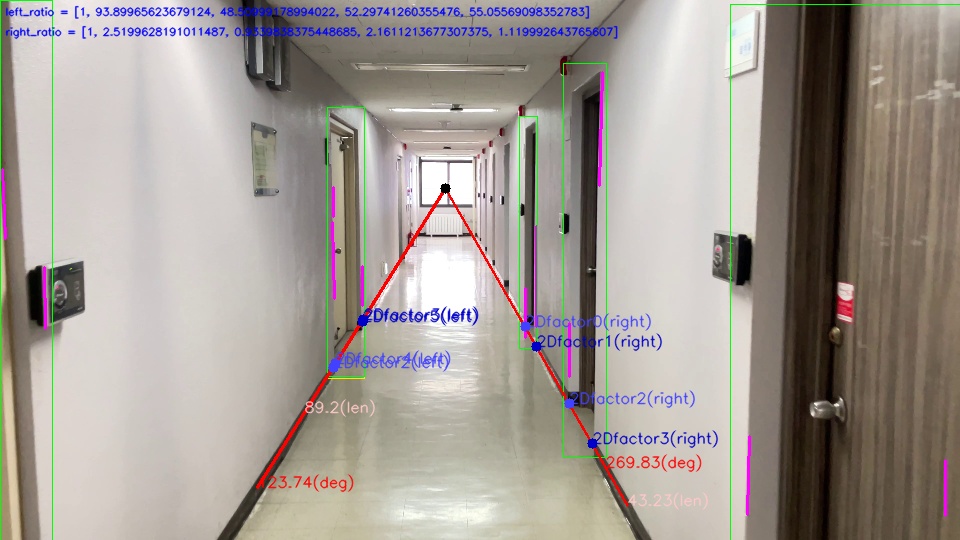 left_ratio = [1, 93.89965623679124, 48.50999178994022, 52.29741260355476, 55.05569098352783]
right_ratio = [1, 2.5199628191011487, 0.9339838375448685, 2.1611213677307375, 1.119992643765607]
2Dfactor3(left)
2Dfactor0(right)
2Dfactor1(right)
2Dfactor4(left)
2Dfactor2(left)
2Dfactor2(right)
89.2(len)
2Dfactor3(right)
269.83(deg)
23.74(deg)
43.23(len)